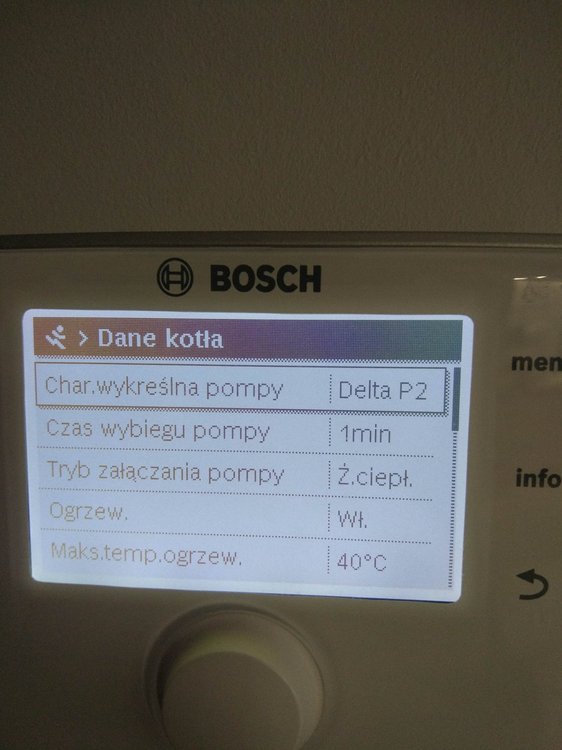 BOSCH
> Dane kotła
Char.wykreślna pompy Delta P2
Czas wybiegu pompy 1min
Tryb załączania pompy Ż.ciepł.
Ogrzew. Wł.
Maks.temp.ogrzew. 40°C
men
info